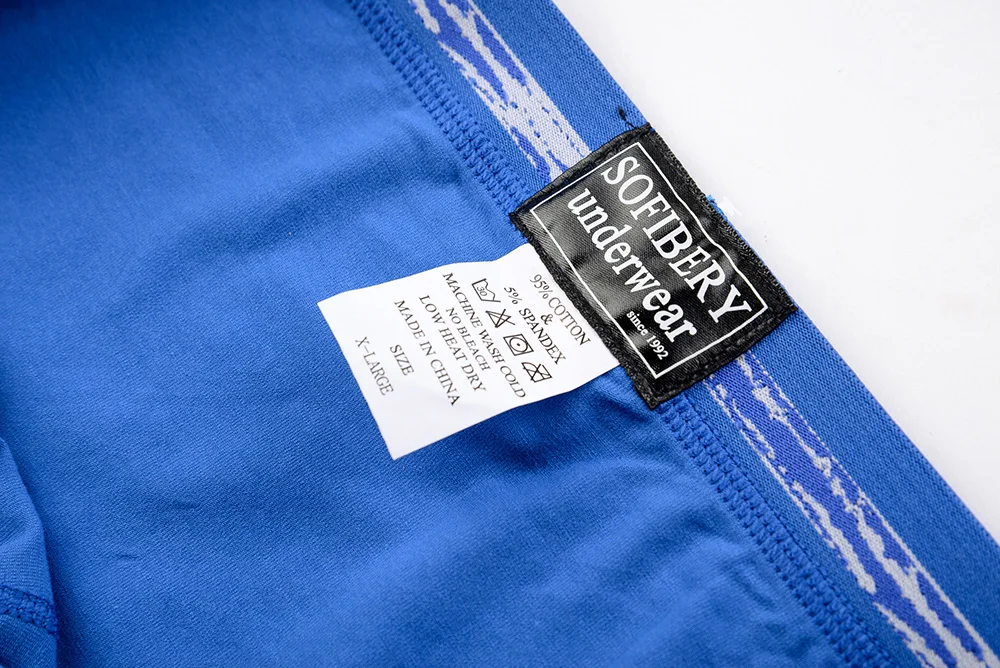 SOFIBERY
underwear
since 1992
95% COTTON
&
5% SPANDEX
30
MACHINE WASH COLD
NO BLEACH
LOW HEAT DRY
MADE IN CHINA
SIZE
X-LARGE